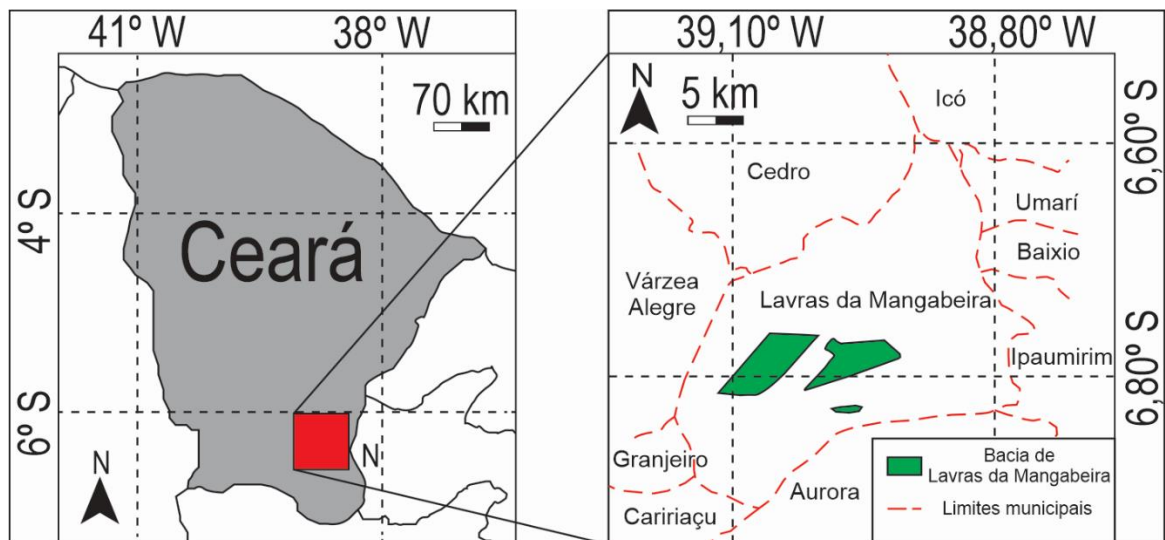 41º W
38º W
4º S
6º S
Ceará
70 km
N
N
39,10º W
38,80º W
6,60º S
6,80º S
N
5 km
Icó
Cedro
Umarí
Baixio
Várzea
Alegre
Lavras da Mangabeira
Ipaumirim
Granjeiro
Aurora
Caririaçu
Bacia de
Lavras da Mangabeira
Limites municipais